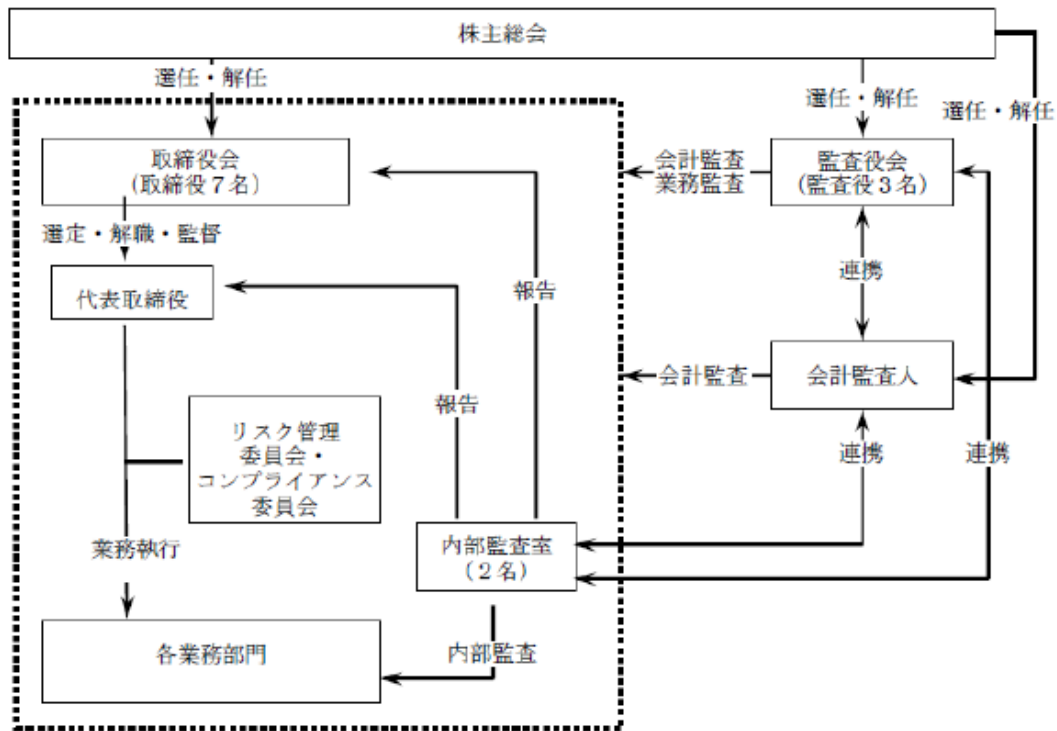 株主総会
選任・解任
選任・解任
選任・解任
取締役会
(取締役７名)
会計監査
業務監査
監査役会
(監査役３名)
選定・解職・監督
連携
代表取締役
報告
会計監査
会計監査人
報告
リスク管理
委員会・
コンプライアンス
委員会
連携
連携
業務執行
内部監査室
(２名)
各業務部門
内部監査